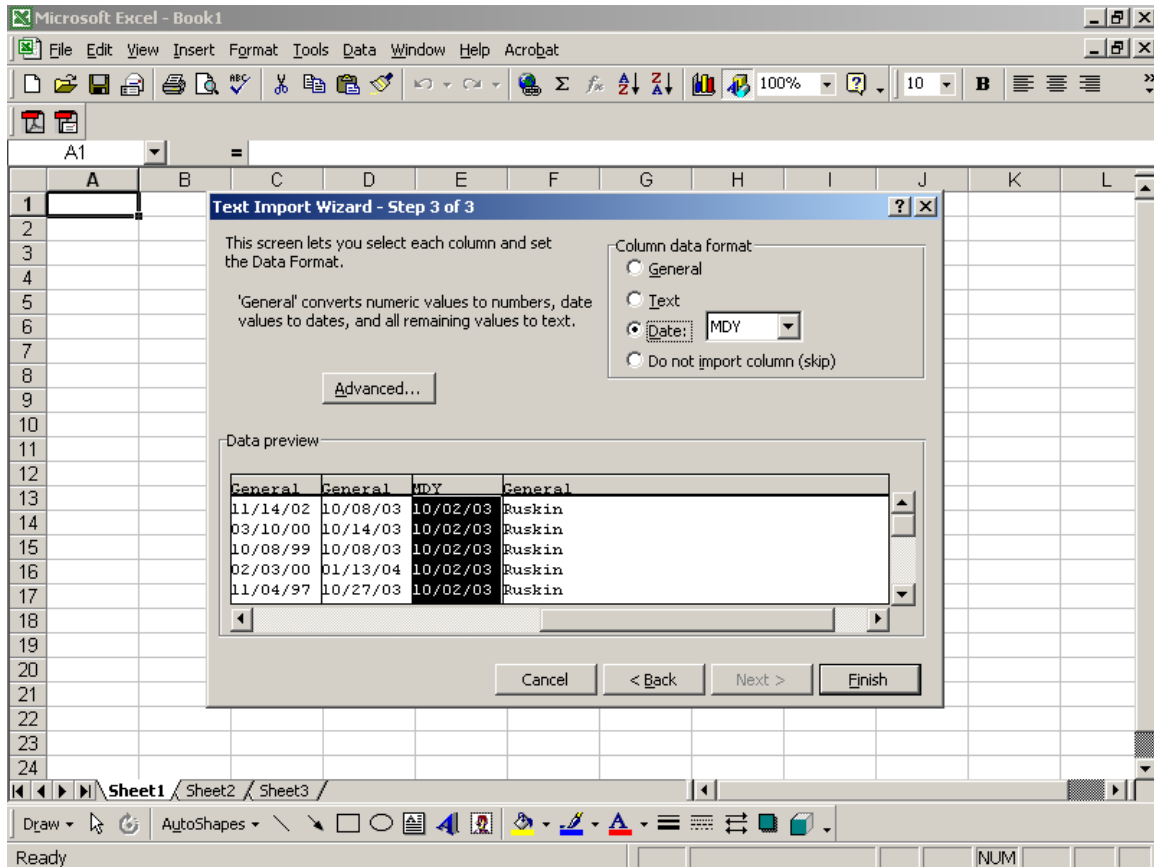 Microsoft Excel - Book1
File Edit View Insert Format Tools Data Window Help Acrobat
ABC Σ fx A Z Z A 100% ? 10 B »
A1 =
A B C D E F G H I J K L
1
2
3
4
5
6
7
8
9
10
11
12
13
14
15
16
17
18
19
20
21
22
23
24
Text Import Wizard - Step 3 of 3
This screen lets you select each column and set
the Data Format.
'General' converts numeric values to numbers, date
values to dates, and all remaining values to text.
Advanced...
Column data format
General
Text
Date: MDY
Do not import column (skip)
Data preview
General General MDY General
11/14/02 10/08/03 10/02/03 Ruskin
03/10/00 10/14/03 10/02/03 Ruskin
10/08/99 10/08/03 10/02/03 Ruskin
02/03/00 01/13/04 10/02/03 Ruskin
11/04/97 10/27/03 10/02/03 Ruskin
Cancel < Back Next > Finish
Sheet1 Sheet2 Sheet3
Draw AutoShapes A A
Ready NUM